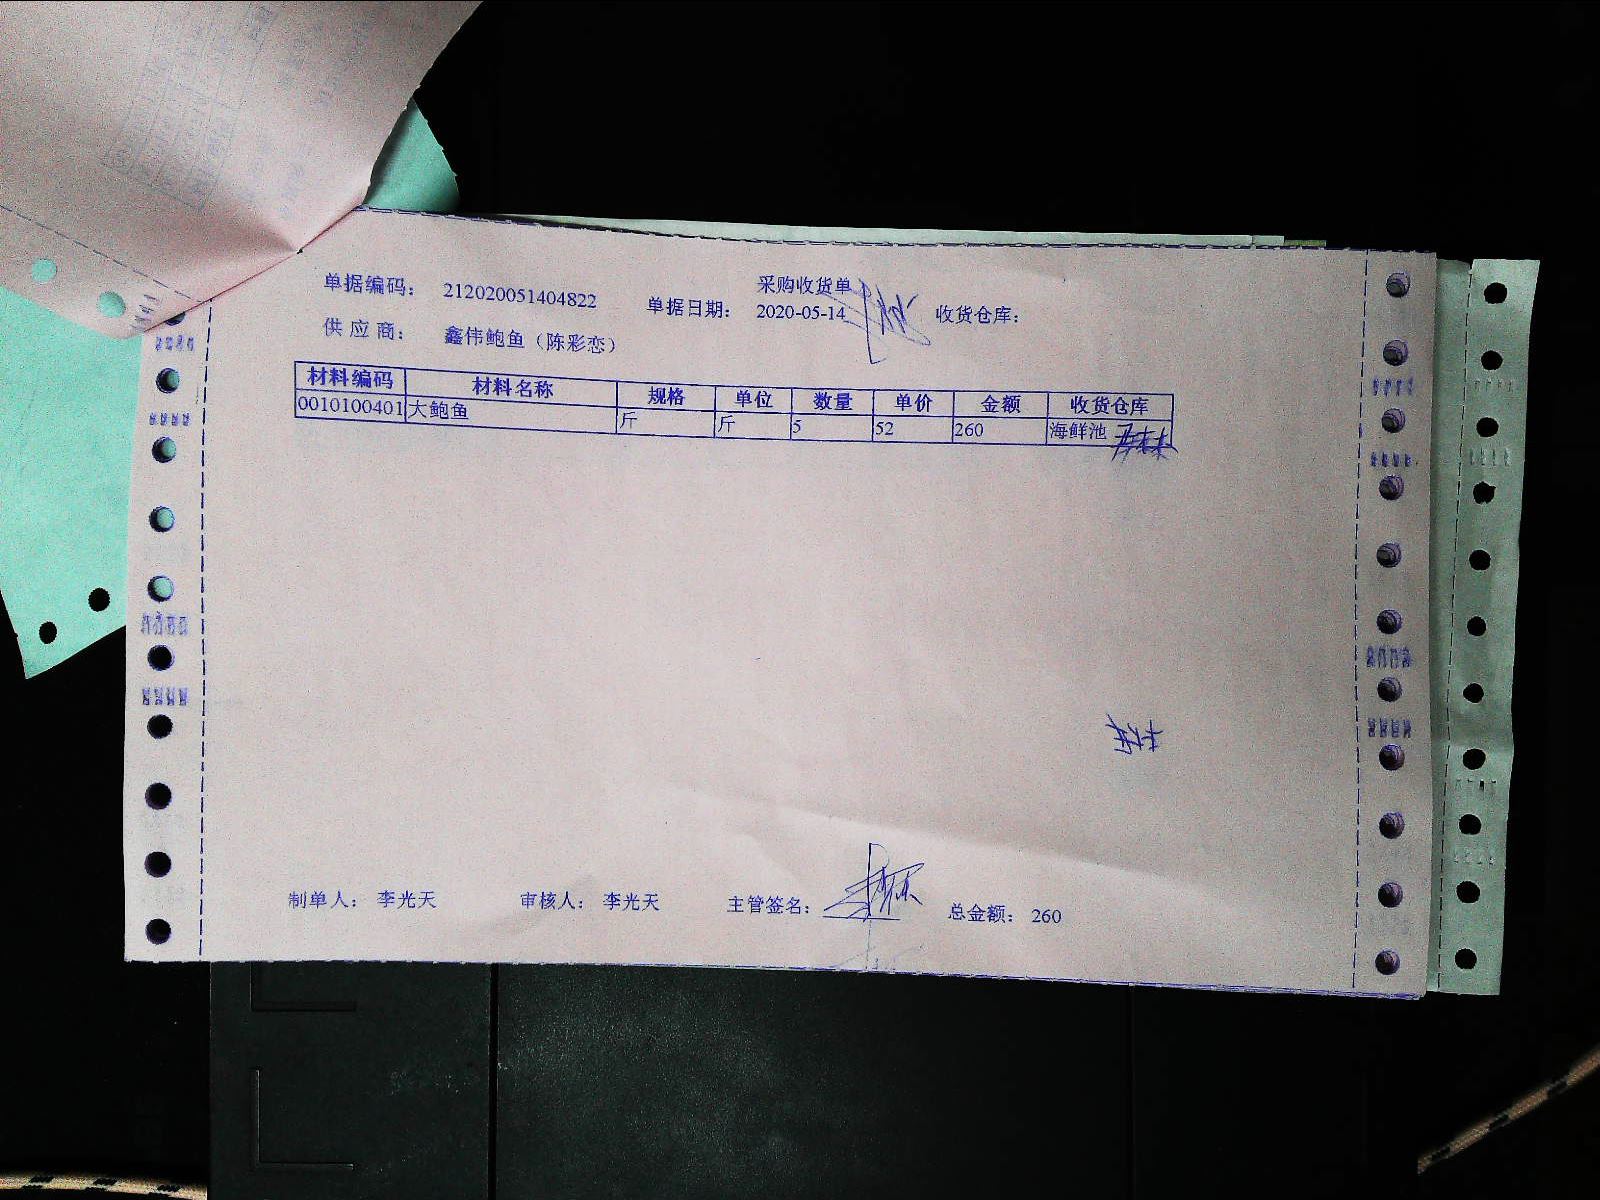 采购收货单
单据编码： 212020051404822 单据日期： 2020-05-14 收货仓库：
供 应 商： 鑫伟鲍鱼（陈彩恋）
材料编码 材料名称 规格 单位 数量 单价 金额 收货仓库
0010100401 大鲍鱼 斤 斤 5 52 260 海鲜池
制单人： 李光天 审核人： 李光天 主管签名： 总金额： 260